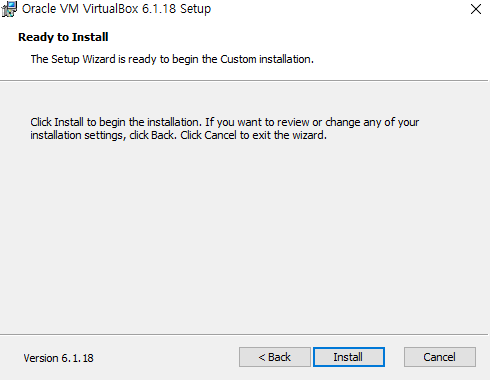 Oracle VM VirtualBox 6.1.18 Setup
Ready to Install
The Setup Wizard is ready to begin the Custom installation.
Click Install to begin the installation. If you want to review or change any of your
installation settings, click Back. Click Cancel to exit the wizard.
Version 6.1.18
< Back
Install
Cancel